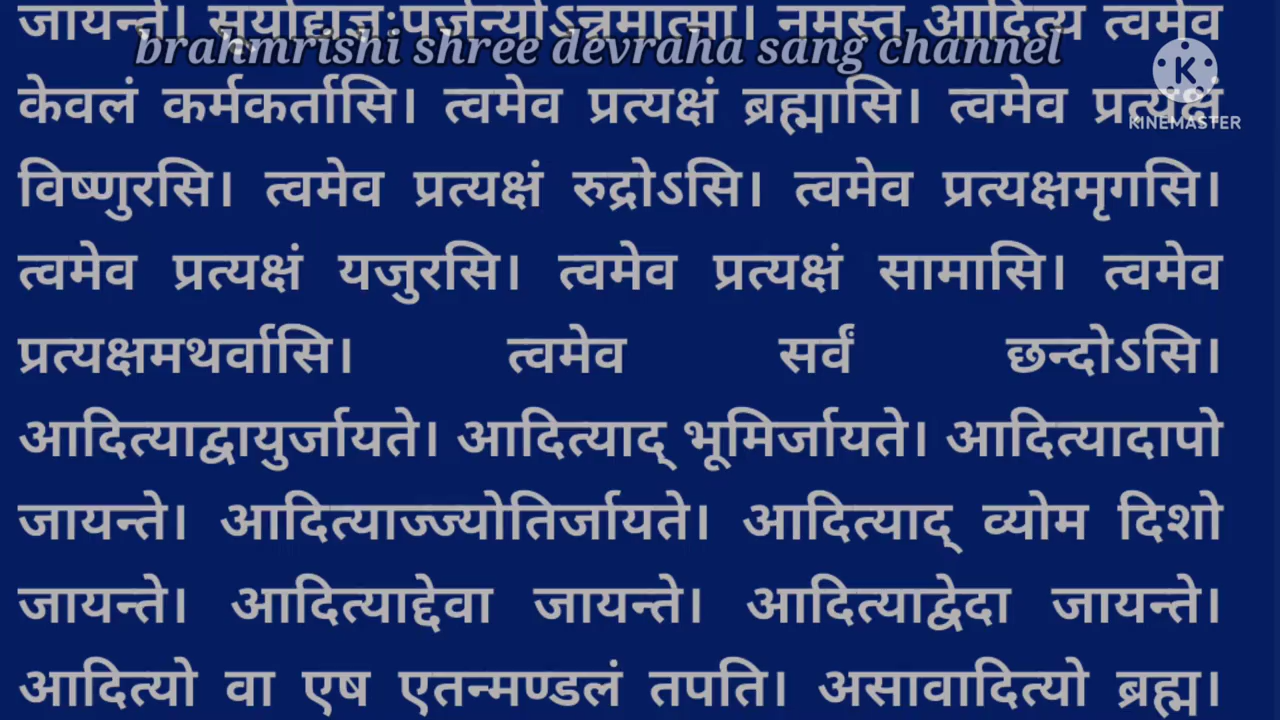 जायन्ते। सूर्याद्यज्ञःपर्जन्योऽन्नमात्मा। नमस्त आदित्य त्वमेव
brahmrishi shree devraha sang channel
केवलं कर्मकर्तासि। त्वमेव प्रत्यक्षं ब्रह्मासि। त्वमेव प्रत्यक्षं
KINEMASTER
विष्णुरसि। त्वमेव प्रत्यक्षं रुद्रोऽसि। त्वमेव प्रत्यक्षमृगसि।
त्वमेव प्रत्यक्षं यजुरसि। त्वमेव प्रत्यक्षं सामासि। त्वमेव
प्रत्यक्षमथर्वासि। त्वमेव सर्वं छन्दोऽसि।
आदित्याद्वायुर्जायते। आदित्याद् भूमिर्जायते। आदित्यादापो
जायन्ते। आदित्याज्ज्योतिर्जायते। आदित्याद् व्योम दिशो
जायन्ते। आदित्याद्देवा जायन्ते। आदित्याद्वेदा जायन्ते।
आदित्यो वा एष एतन्मण्डलं तपति। असावादित्यो ब्रह्म।